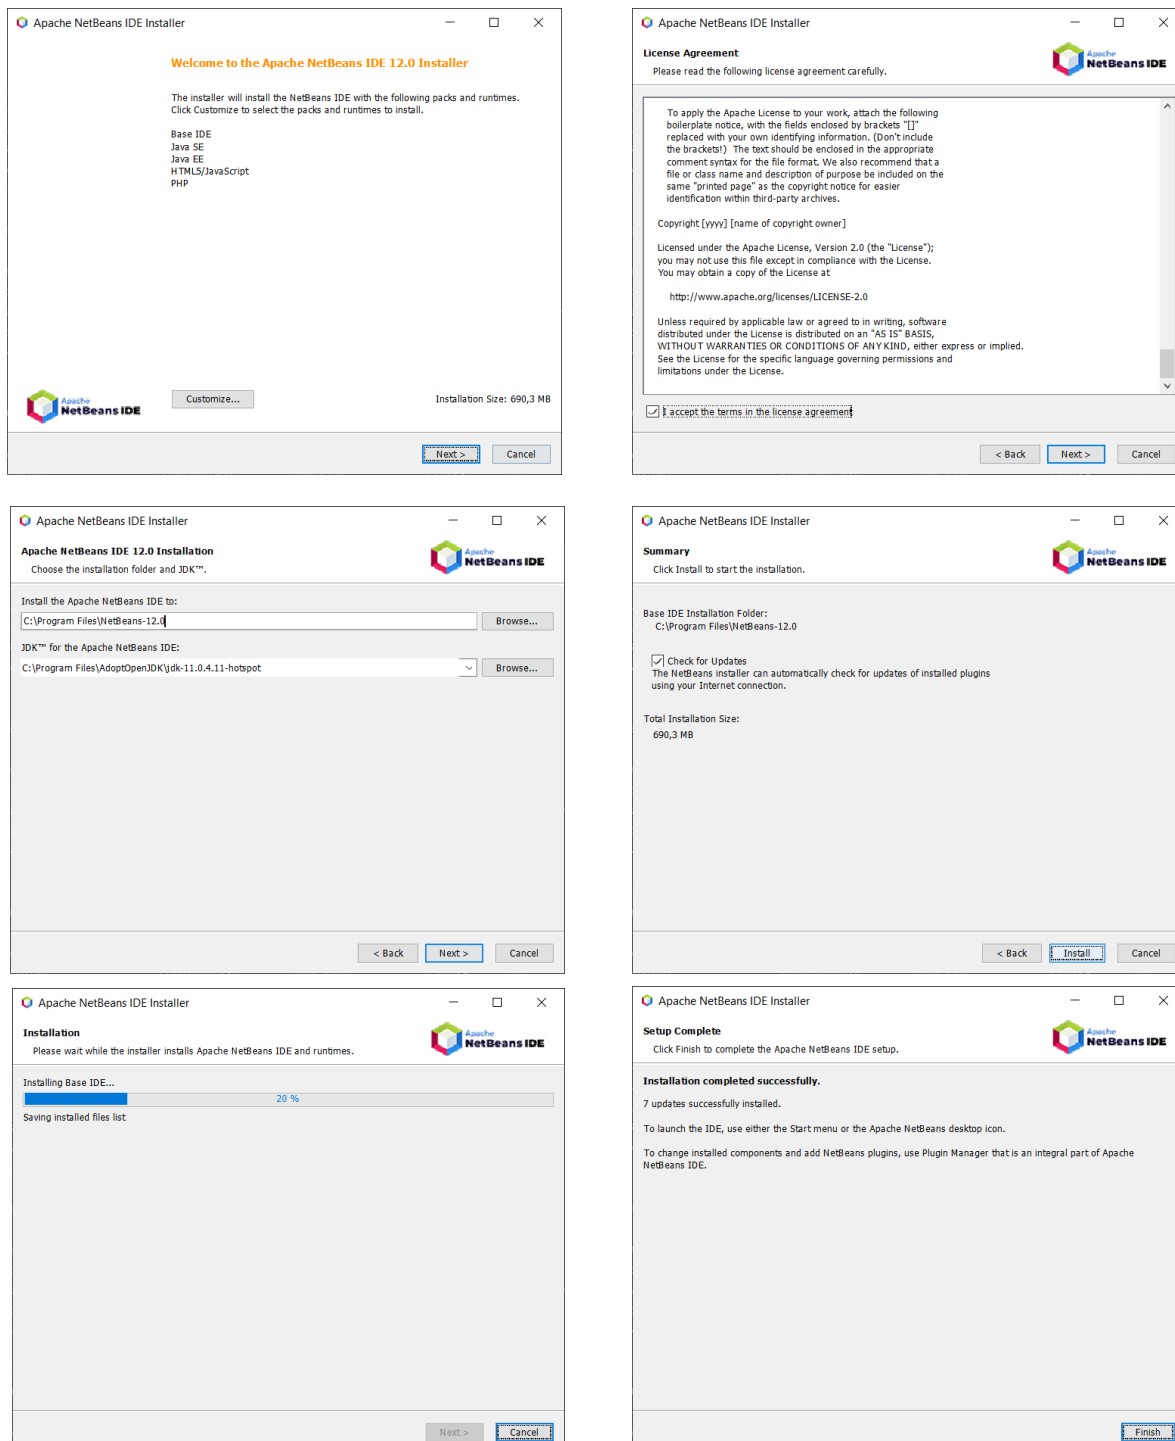 Apache NetBeans IDE Installer
Welcome to the Apache NetBeans IDE 12.0 Installer
The installer will install the NetBeans IDE with the following packs and runtimes.
Click Customize to select the packs and runtimes to install.
Base IDE
Java SE
Java EE
HTML5/JavaScript
PHP
Apache
NetBeans IDE
Customize...
Installation Size: 690,3 MB
Next >
Cancel
Apache NetBeans IDE Installer
License Agreement
Please read the following license agreement carefully.
Apache
NetBeans IDE
To apply the Apache License to your work, attach the following
boilerplate notice, with the fields enclosed by brackets "[]"
replaced with your own identifying information. (Don't include
the brackets!)  The text should be enclosed in the appropriate
comment syntax for the file format. We also recommend that a
file or class name and description of purpose be included on the
same "printed page" as the copyright notice for easier
identification within third-party archives.
Copyright [yyyy] [name of copyright owner]
Licensed under the Apache License, Version 2.0 (the "License");
you may not use this file except in compliance with the License.
You may obtain a copy of the License at
http://www.apache.org/licenses/LICENSE-2.0
Unless required by applicable law or agreed to in writing, software
distributed under the License is distributed on an "AS IS" BASIS,
WITHOUT WARRANTIES OR CONDITIONS OF ANY KIND, either express or implied.
See the License for the specific language governing permissions and
limitations under the License.
I accept the terms in the license agreement
< Back
Next >
Cancel
Apache NetBeans IDE Installer
Apache NetBeans IDE 12.0 Installation
Choose the installation folder and JDK™.
Apache
NetBeans IDE
Install the Apache NetBeans IDE to:
C:\Program Files\NetBeans-12.0
Browse...
JDK™ for the Apache NetBeans IDE:
C:\Program Files\AdoptOpenJDK\jdk-11.0.4.11-hotspot
Browse...
< Back
Next >
Cancel
Apache NetBeans IDE Installer
Summary
Click Install to start the installation.
Apache
NetBeans IDE
Base IDE Installation Folder:
C:\Program Files\NetBeans-12.0
Check for Updates
The NetBeans installer can automatically check for updates of installed plugins
using your Internet connection.
Total Installation Size:
690,3 MB
< Back
Install
Cancel
Apache NetBeans IDE Installer
Installation
Please wait while the installer installs Apache NetBeans IDE and runtimes.
Apache
NetBeans IDE
Installing Base IDE...
20 %
Saving installed files list
Next >
Cancel
Apache NetBeans IDE Installer
Setup Complete
Click Finish to complete the Apache NetBeans IDE setup.
Apache
NetBeans IDE
Installation completed successfully.
7 updates successfully installed.
To launch the IDE, use either the Start menu or the Apache NetBeans desktop icon.
To change installed components and add NetBeans plugins, use Plugin Manager that is an integral part of Apache
NetBeans IDE.
Finish